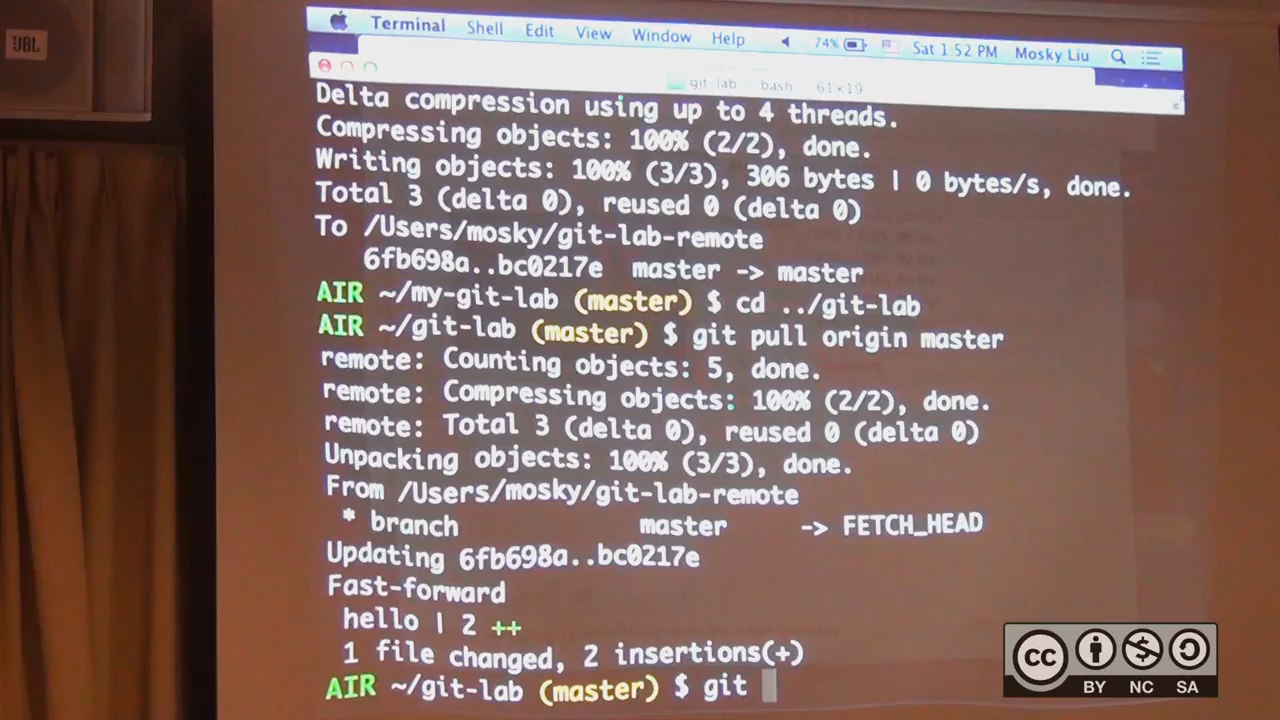 JBL
Terminal Shell Edit View Window Help 74% Sat 1:52 PM Mosky Liu
git-lab — bash — 61×19
Delta compression using up to 4 threads.
Compressing objects: 100% (2/2), done.
Writing objects: 100% (3/3), 306 bytes | 0 bytes/s, done.
Total 3 (delta 0), reused 0 (delta 0)
To /Users/mosky/git-lab-remote
6fb698a..bc0217e master -> master
AIR ~/my-git-lab (master) $ cd ../git-lab
AIR ~/git-lab (master) $ git pull origin master
remote: Counting objects: 5, done.
remote: Compressing objects: 100% (2/2), done.
remote: Total 3 (delta 0), reused 0 (delta 0)
Unpacking objects: 100% (3/3), done.
From /Users/mosky/git-lab-remote
* branch master -> FETCH_HEAD
Updating 6fb698a..bc0217e
Fast-forward
hello | 2 ++
1 file changed, 2 insertions(+)
AIR ~/git-lab (master) $ git
CC BY NC SA